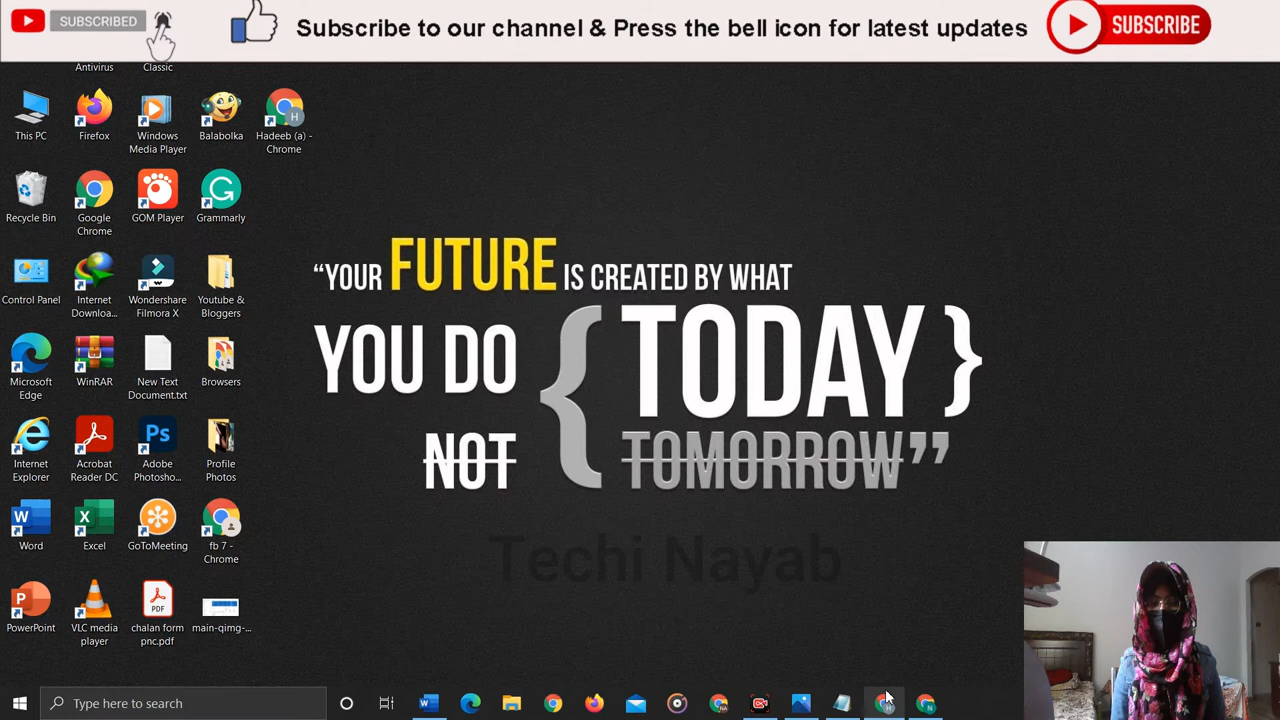 SUBSCRIBED
Subscribe to our channel & Press the bell icon for latest updates
SUBSCRIBE
Antivirus
Classic
This PC
Firefox
Windows
Media Player
Balabolka
Hadeeb (a) -
Chrome
Recycle Bin
Google
Chrome
GOM Player
Grammarly
Control Panel
Internet
Downloa...
Wondershare
Filmora X
Youtube &
Bloggers
Microsoft
Edge
WinRAR
New Text
Document.txt
Browsers
Internet
Explorer
Acrobat
Reader DC
Adobe
Photosho...
Profile
Photos
Word
Excel
GoToMeeting
fb 7 -
Chrome
PowerPoint
VLC media
player
chalan form
pnc.pdf
main-qimg-...
“YOUR FUTURE IS CREATED BY WHAT
YOU DO { TODAY }
NOT TOMORROW”
Techi Nayab
Type here to search